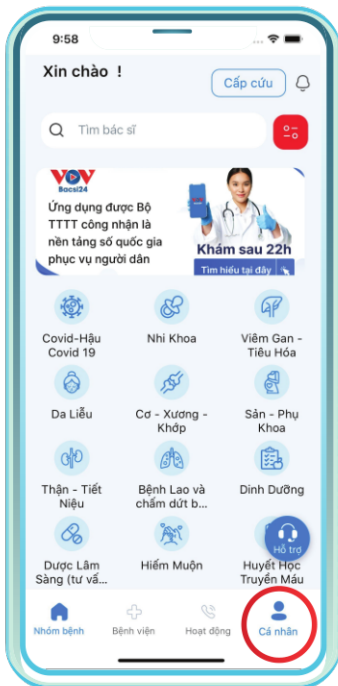 9:58
Xin chào !
Cấp cứu
Tìm bác sĩ
VOV
Bacsi24
Ứng dụng được Bộ
TTTT công nhận là
nền tảng số quốc gia
phục vụ người dân
Khám sau 22h
Tìm hiểu tại đây
Covid-Hậu
Covid 19
Nhi Khoa
Viêm Gan -
Tiêu Hóa
Da Liễu
Cơ - Xương -
Khớp
Sản - Phụ
Khoa
Thận - Tiết
Niệu
Bệnh Lao và
chấm dứt b...
Dinh Dưỡng
Dược Lâm
Sàng (tư vấ...
Hiếm Muộn
Hỗ trợ
Huyết Học
Truyền Máu
Nhóm bệnh
Bệnh viện
Hoạt động
Cá nhân